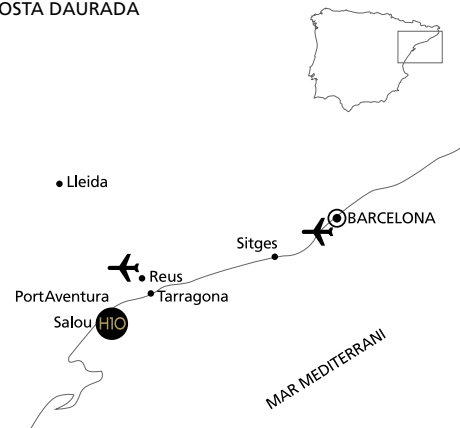 OSTA DAURADA
Lleida
BARCELONA
Sitges
Reus
PortAventura
Tarragona
Salou
H10
MAR MEDITERRANI